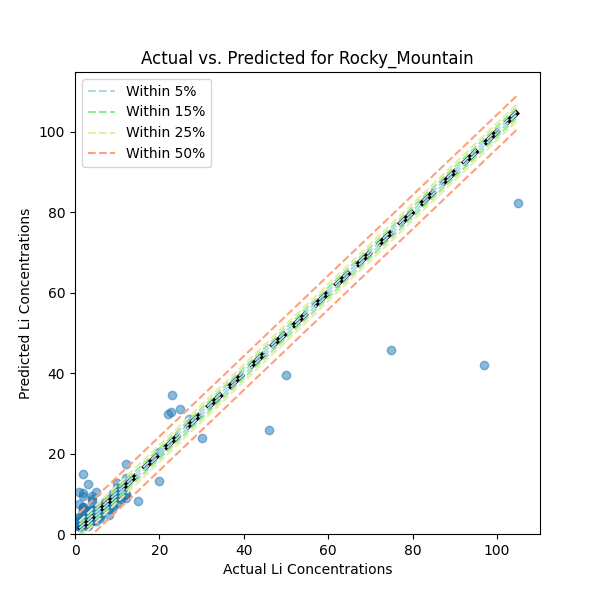 Actual vs. Predicted for Rocky_Mountain
Within 5%
Within 15%
Within 25%
Within 50%
100
80
60
40
20
0
0 20 40 60 80 100
Predicted Li Concentrations
Actual Li Concentrations